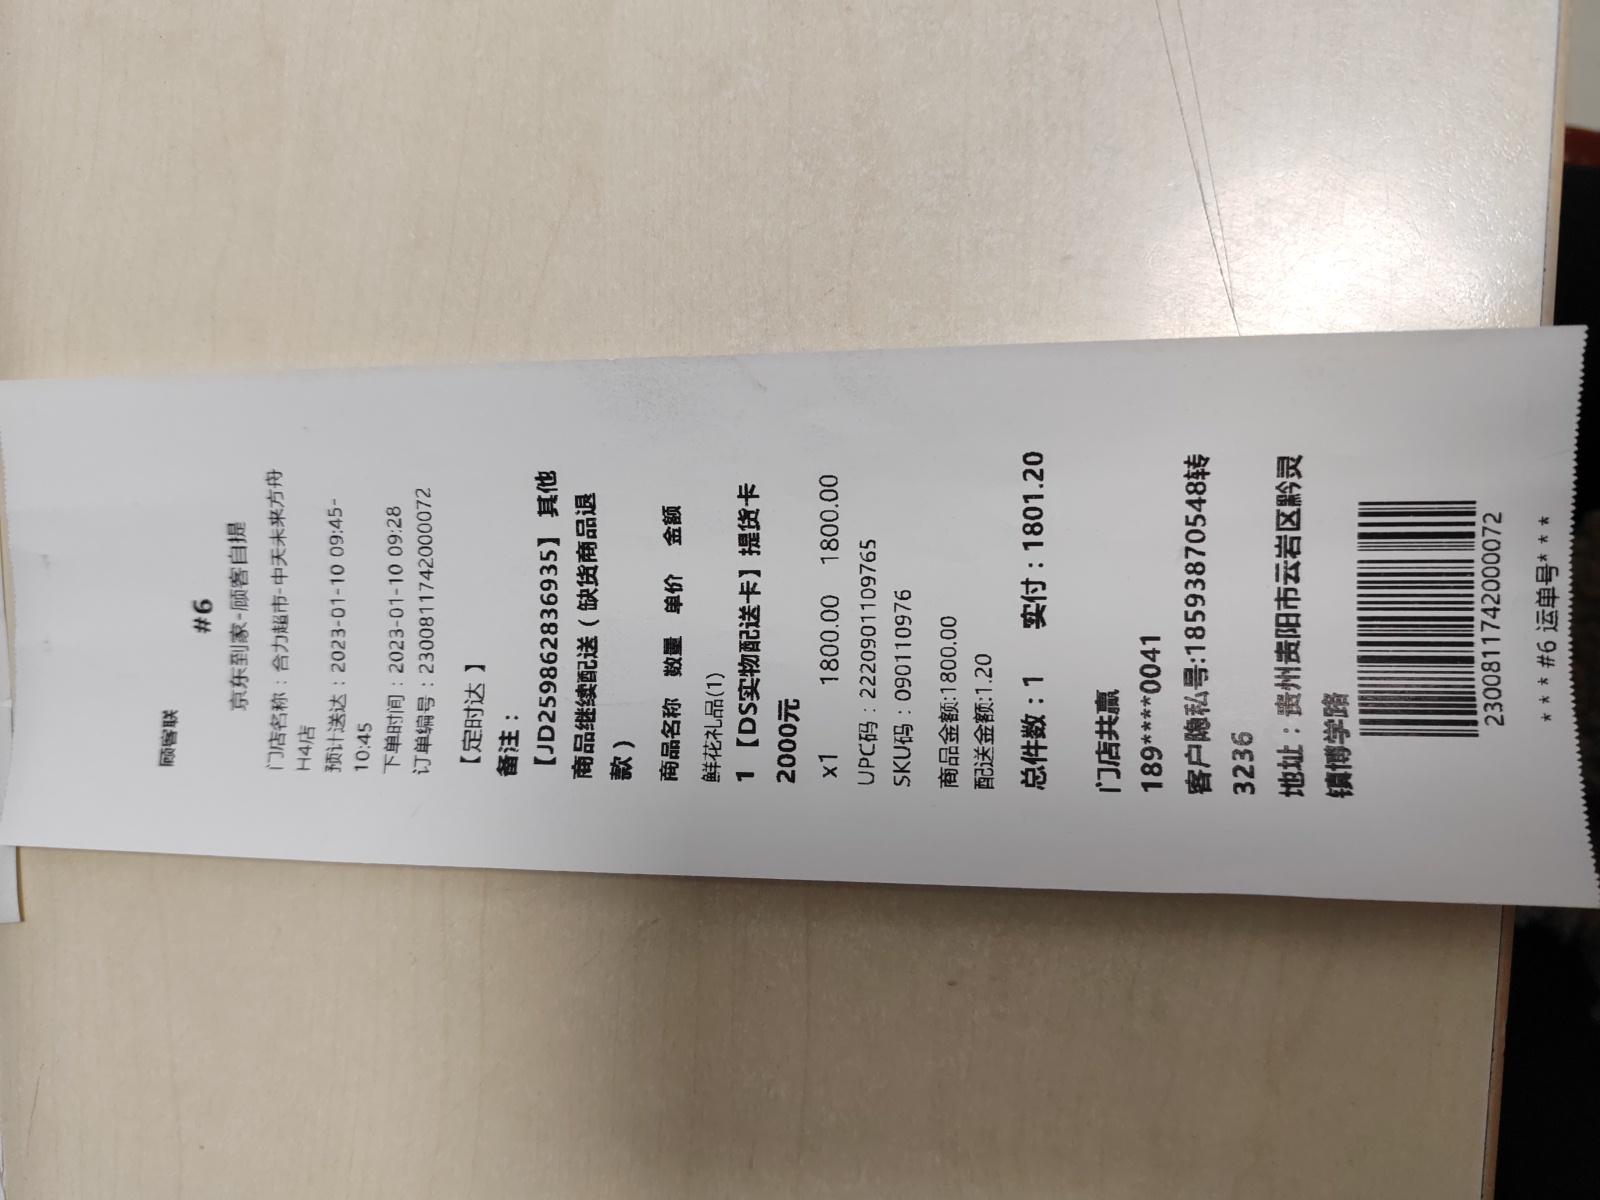 顾客联
#6
京东到家-顾客自提
门店名称：合力超市-中天未来方舟
H4店
预计送达：2023-01-10 09:45-
10:45
下单时间：2023-01-10 09:28
订单编号：2300811742000072
【定时达】
备注：
【JD259862836935】其他
商品继续配送（缺货商品退
款）
商品名称 数量 单价 金额
鲜花礼品(1)
1【DS实物配送卡】提货卡
2000元
x1 1800.00 1800.00
UPC码：2220901109765
SKU码：090110976
商品金额:1800.00
配送金额:1.20
总件数：1 实付：1801.20
门店共赢
189****0041
客户隐私号:18593870548转
3236
地址：贵州贵阳市云岩区黔灵
镇博学路
2300811742000072
***#6 运单号***